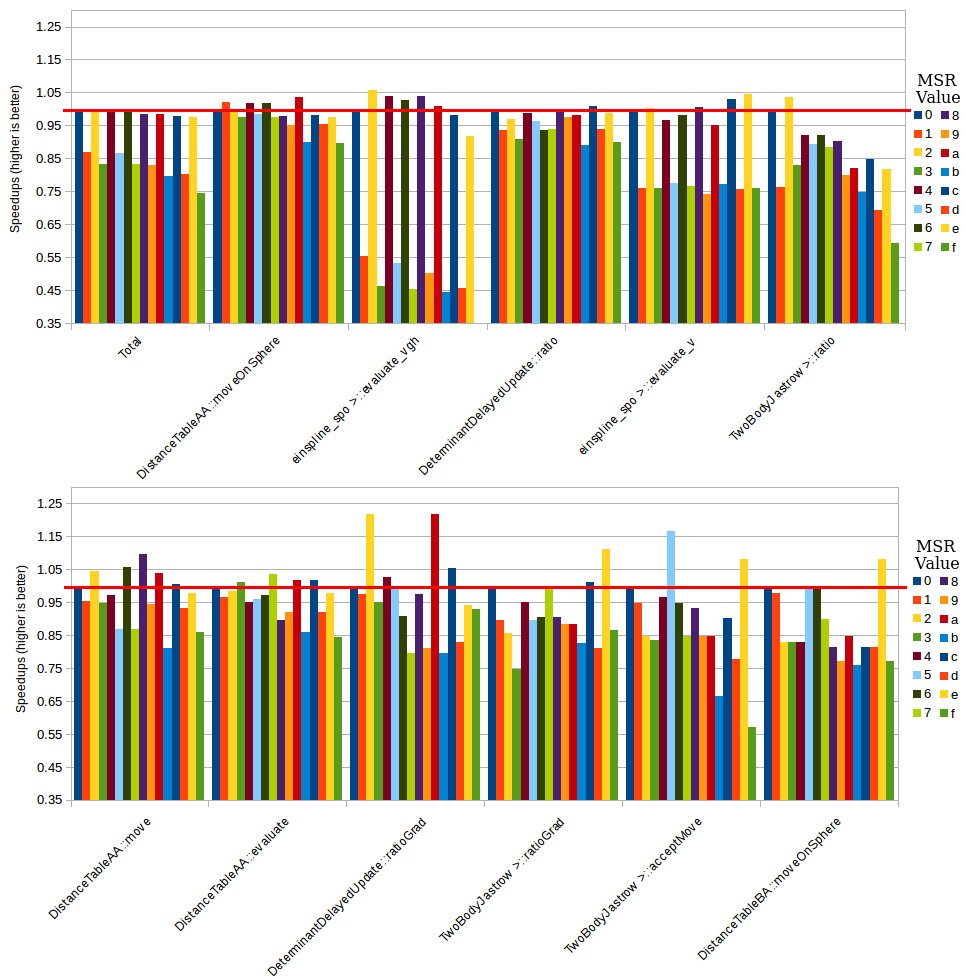 Speedups (higher is better)
1.25
1.15
1.05
0.95
0.85
0.75
0.65
0.55
0.45
0.35
Total
DistanceTableAA::moveOnSphere
einspline_spo >::evaluate_vgh
DeterminantDelayedUpdate::ratio
einspline_spo >::evaluate_v
TwoBodyJastrow >::ratio
MSR
Value
0 8
1 9
2 a
3 b
4 c
5 d
6 e
7 f
Speedups (higher is better)
1.25
1.15
1.05
0.95
0.85
0.75
0.65
0.55
0.45
0.35
DistanceTableAA::move
DistanceTableAA::evaluate
DeterminantDelayedUpdate::ratioGrad
TwoBodyJastrow >::ratioGrad
TwoBodyJastrow >::acceptMove
DistanceTableBA::moveOnSphere
MSR
Value
0 8
1 9
2 a
3 b
4 c
5 d
6 e
7 f